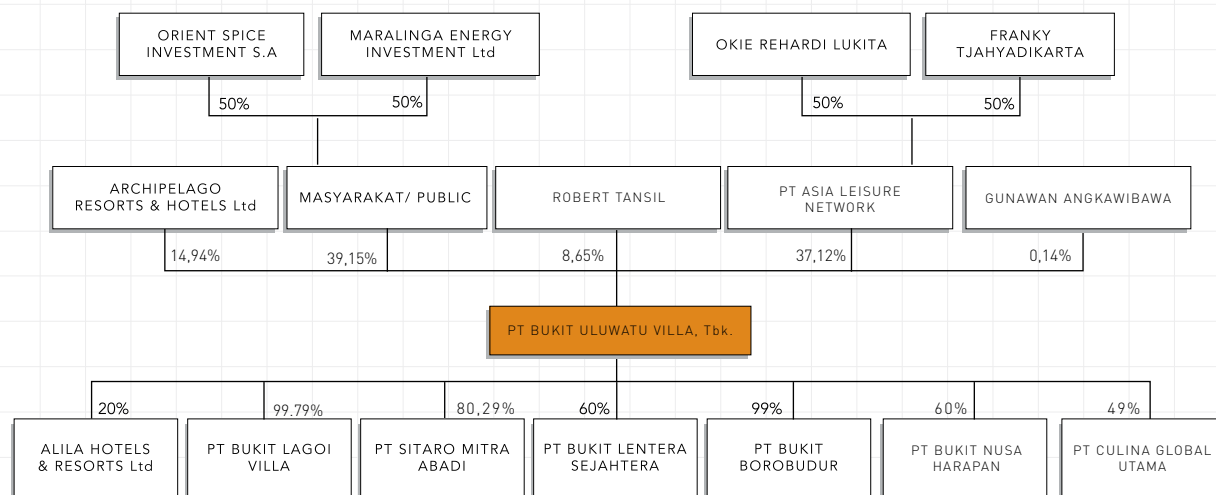 ORIENT SPICE
INVESTMENT S.A
MARALINGA ENERGY
INVESTMENT Ltd
OKIE REHARDI LUKITA
FRANKY
TJAHYADIKARTA
50%
50%
50%
50%
ARCHIPELAGO
RESORTS & HOTELS Ltd
MASYARAKAT/ PUBLIC
ROBERT TANSIL
PT ASIA LEISURE
NETWORK
GUNAWAN ANGKAWIBAWA
14,94%
39,15%
8,65%
37,12%
0,14%
PT BUKIT ULUWATU VILLA, Tbk.
20%
99.79%
80,29%
60%
99%
60%
49%
ALILA HOTELS
& RESORTS Ltd
PT BUKIT LAGOI
VILLA
PT SITARO MITRA
ABADI
PT BUKIT LENTERA
SEJAHTERA
PT BUKIT
BOROBUDUR
PT BUKIT NUSA
HARAPAN
PT CULINA GLOBAL
UTAMA